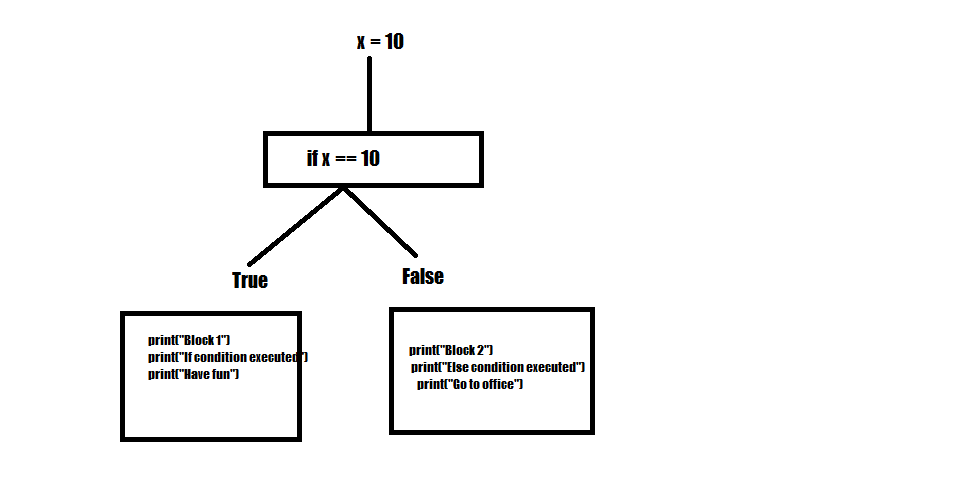 x = 10
if x == 10
True
False
print("Block 1")
print("If condition executed")
print("Have fun")
print("Block 2")
print("Else condition executed")
print("Go to office")